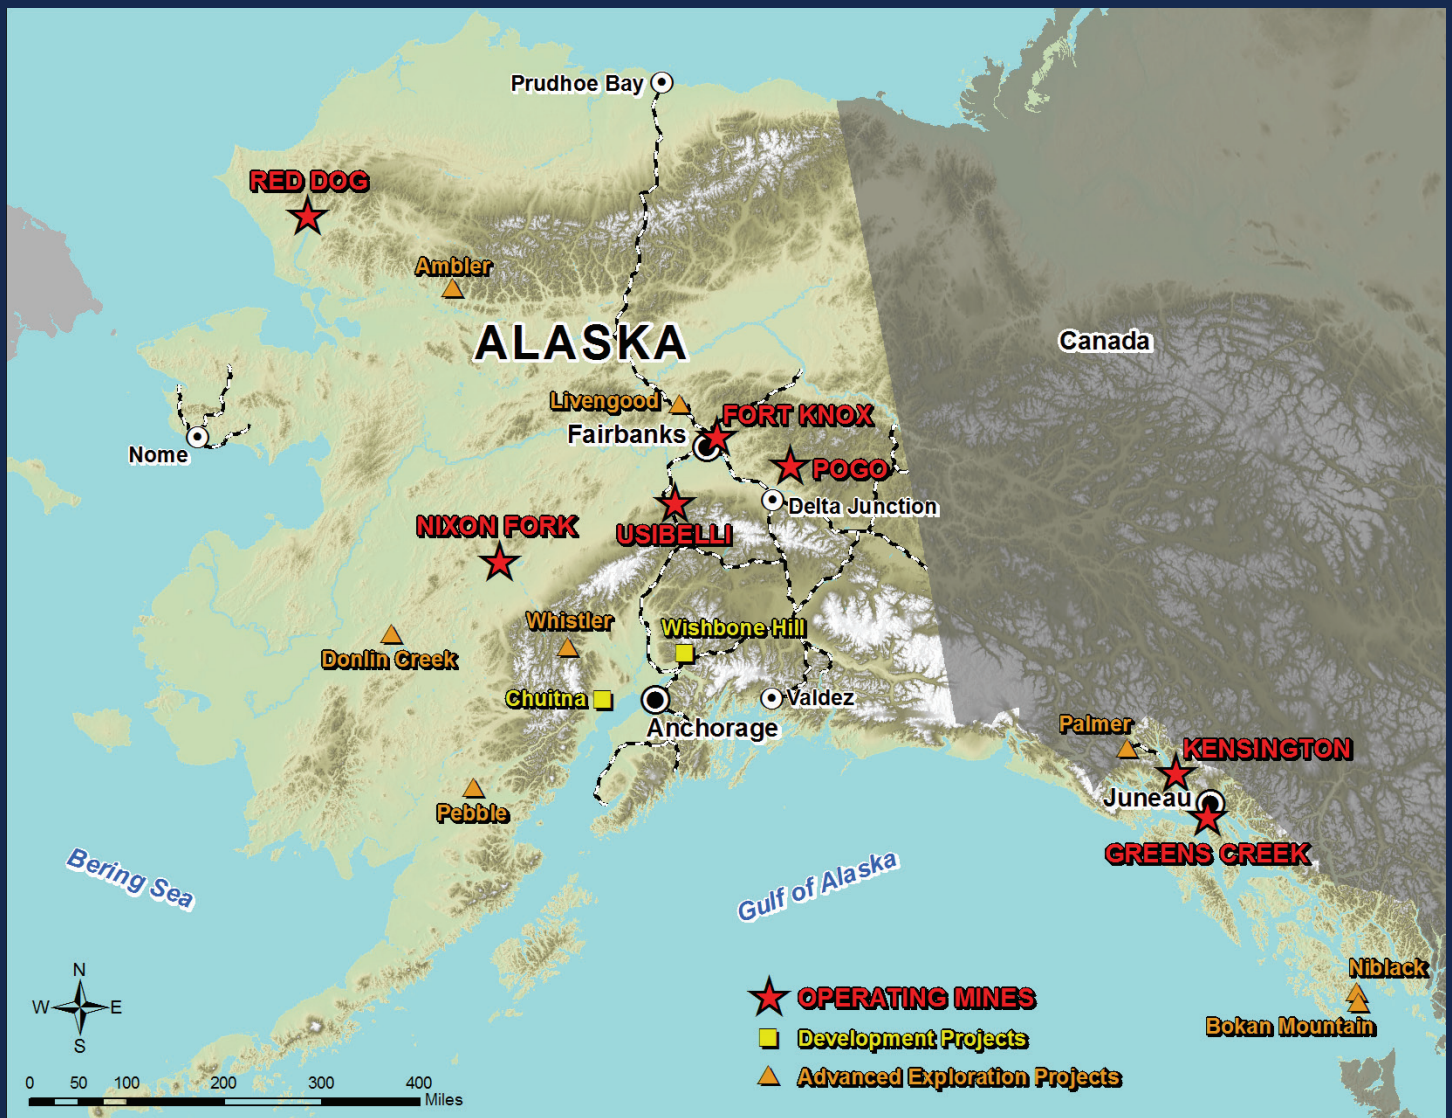 Prudhoe Bay
RED DOG
Ambler
ALASKA
Canada
Livengood
FORT KNOX
Fairbanks
Nome
POGO
Delta Junction
NIXON FORK
USIBELLI
Whistler
Wishbone Hill
Donlin Creek
Chuitna
Valdez
Anchorage
Palmer
KENSINGTON
Juneau
Pebble
GREENS CREEK
Bering Sea
Gulf of Alaska
Niblack
Bokan Mountain
N
W
E
S
OPERATING MINES
Development Projects
Advanced Exploration Projects
0 50 100 200 300 400
Miles